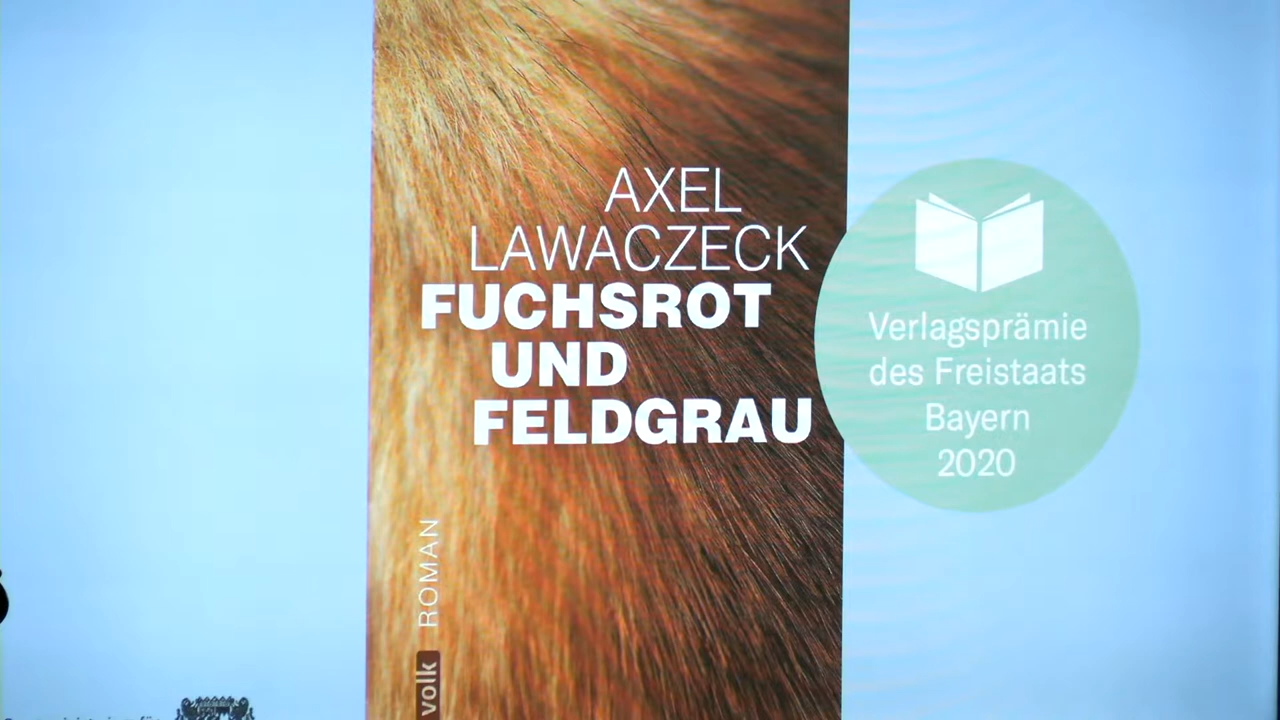 AXEL
LAWACZECK
FUCHSROT
UND
FELDGRAU
ROMAN
volk
Verlagsprämie
des Freistaats
Bayern
2020